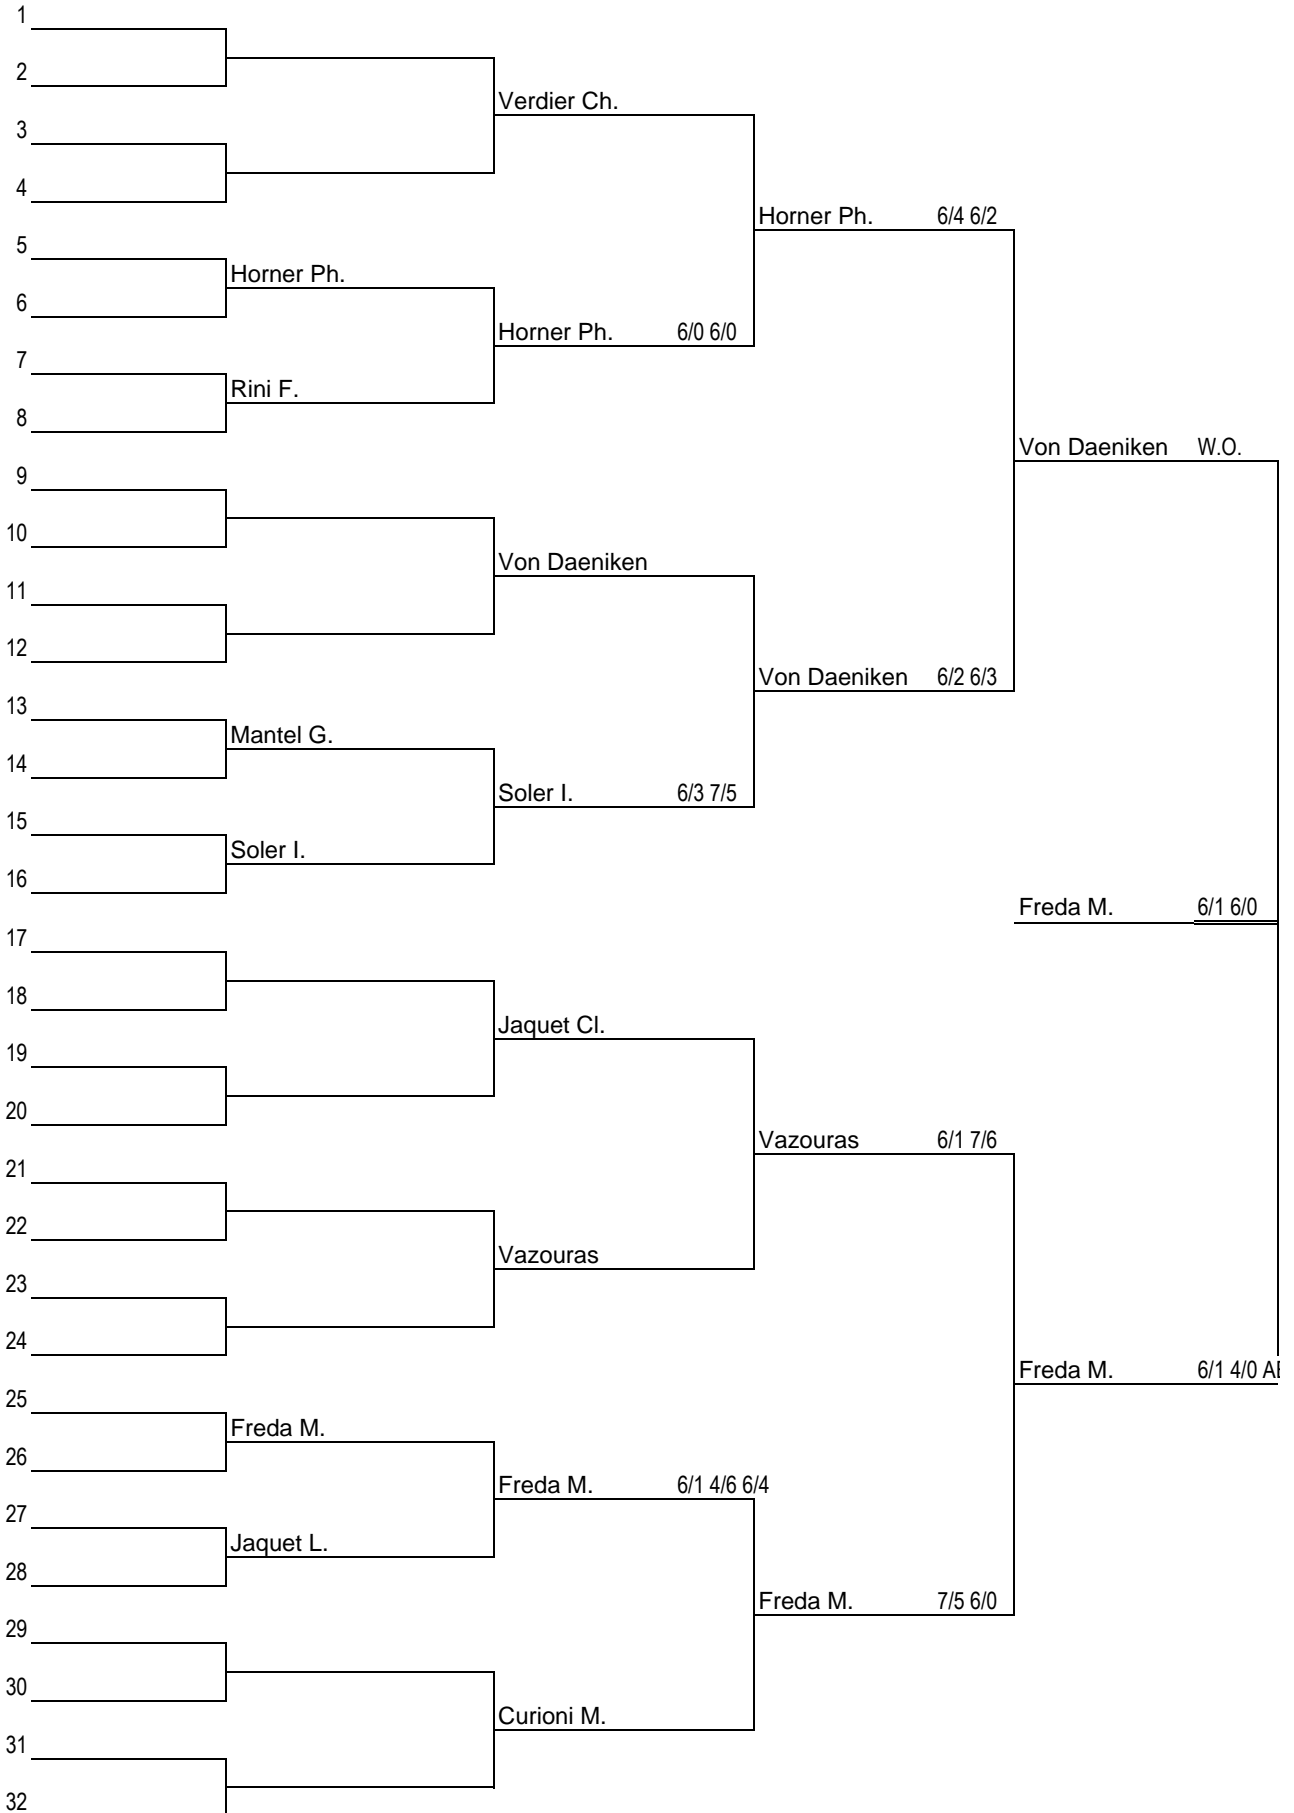 1
2
Verdier Ch.
3
4
Horner Ph. 6/4 6/2
5
Horner Ph.
6
Horner Ph. 6/0 6/0
7
Rini F.
8
Von Daeniken W.O.
9
10
Von Daeniken
11
12
Von Daeniken 6/2 6/3
13
Mantel G.
14
Soler I. 6/3 7/5
15
Soler I.
16
Freda M. 6/1 6/0
17
18
Jaquet Cl.
19
20
Vazouras 6/1 7/6
21
22
Vazouras
23
24
Freda M. 6/1 4/0
25
Freda M.
26
Freda M. 6/1 4/6 6/4
27
Jaquet L.
28
Freda M. 7/5 6/0
29
30
Curioni M.
31
32